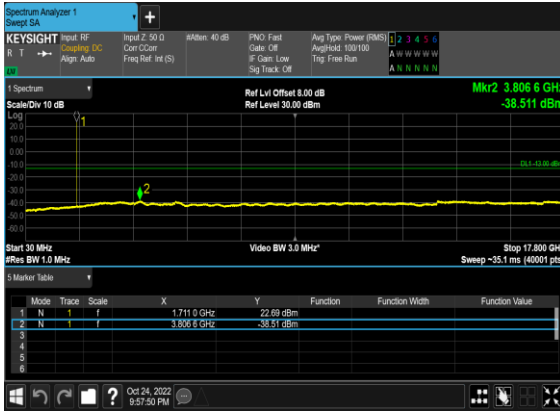 Spectrum Analyzer 1
Swept SA
+
KEYSIGHT Input: RF Input Z: 50 Ω #Atten: 40 dB PNO: Fast Avg Type: Power (RMS) 1 2 3 4 5 6
R T Coupling: DC Corr CCorr Gate: Off Avg|Hold: 100/100 A W W W W W
Align: Auto Freq Ref: Int (S) IF Gain: Low Trig: Free Run
Sig Track: Off A N N N N N
1 Spectrum
Ref Lvl Offset 8.00 dB Mkr2 3.806 6 GHz
Scale/Div 10 dB Ref Level 30.00 dBm -38.511 dBm
Log
1
20.0
10.0
0.00
-10.0
DL1 -13.00 dBm
-20.0
-30.0
2
-40.0
-50.0
-60.0
Start 30 MHz Video BW 3.0 MHz* Stop 17.800 GH
#Res BW 1.0 MHz Sweep ~35.1 ms (40001 pts
5 Marker Table
Mode Trace Scale X Y Function Function Width Function Value
1 N 1 f 1.711 0 GHz 22.69 dBm
2 N 1 f 3.806 6 GHz -38.51 dBm
3
4
5
6
? Oct 24, 2022
9:57:50 PM